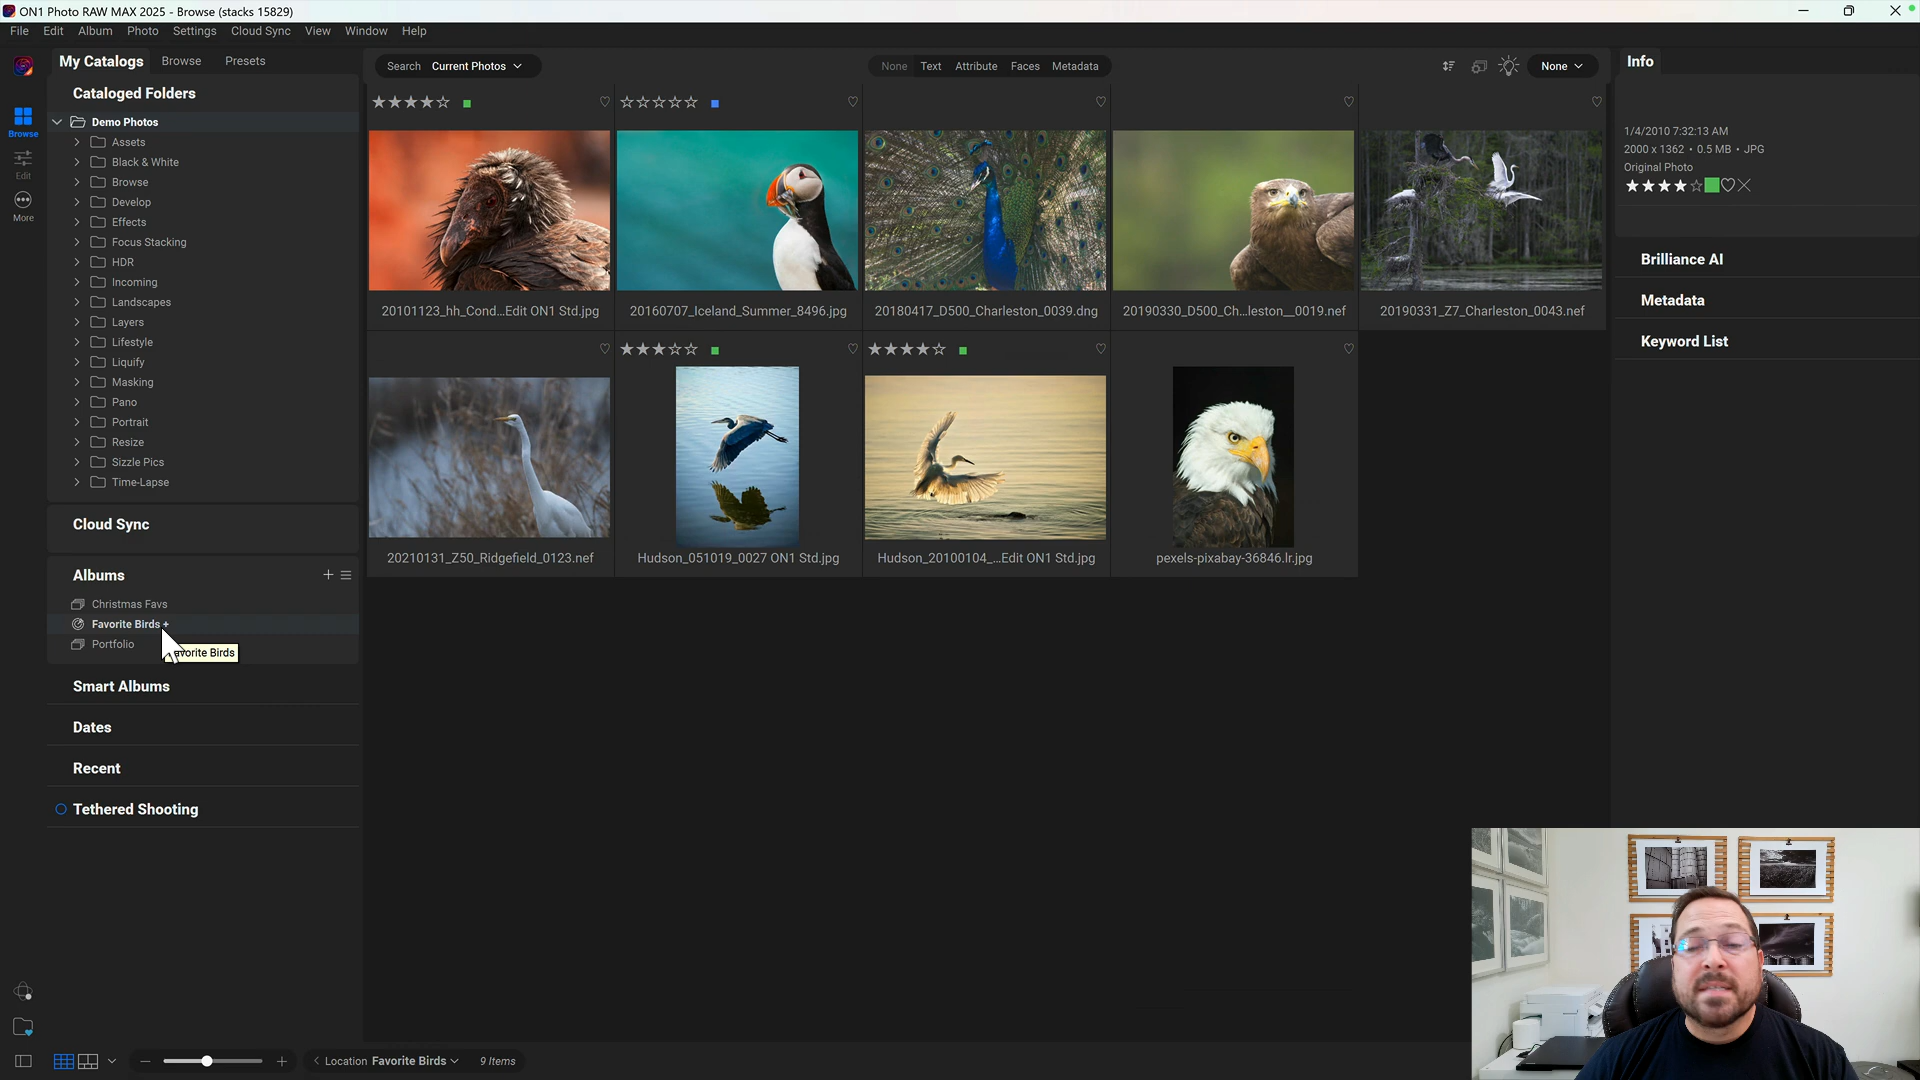 ON1 Photo RAW MAX 2025 - Browse (stacks 15829)
File Edit Album Photo Settings Cloud Sync View Window Help
My Catalogs Browse Presets
Search Current Photos
None Text Attribute Faces Metadata
None
Info
Browse
Edit
More
Cataloged Folders
Demo Photos
Assets
Black & White
Browse
Develop
Effects
Focus Stacking
HDR
Incoming
Landscapes
Layers
Lifestyle
Liquify
Masking
Pano
Portrait
Resize
Sizzle Pics
Time-Lapse
Cloud Sync
Albums
Christmas Favs
Favorite Birds +
Portfolio
avorite Birds
Smart Albums
Dates
Recent
Tethered Shooting
20101123_hh_Cond...Edit ON1 Std.jpg
20160707_Iceland_Summer_8496.jpg
20180417_D500_Charleston_0039.dng
20190330_D500_Ch...leston__0019.nef
20190331_Z7_Charleston_0043.nef
20210131_Z50_Ridgefield_0123.nef
Hudson_051019_0027 ON1 Std.jpg
Hudson_20100104_...Edit ON1 Std.jpg
pexels-pixabay-36846.lr.jpg
1/4/2010 7:32:13 AM
2000 x 1362 • 0.5 MB • JPG
Original Photo
Brilliance AI
Metadata
Keyword List
Location Favorite Birds
9 Items